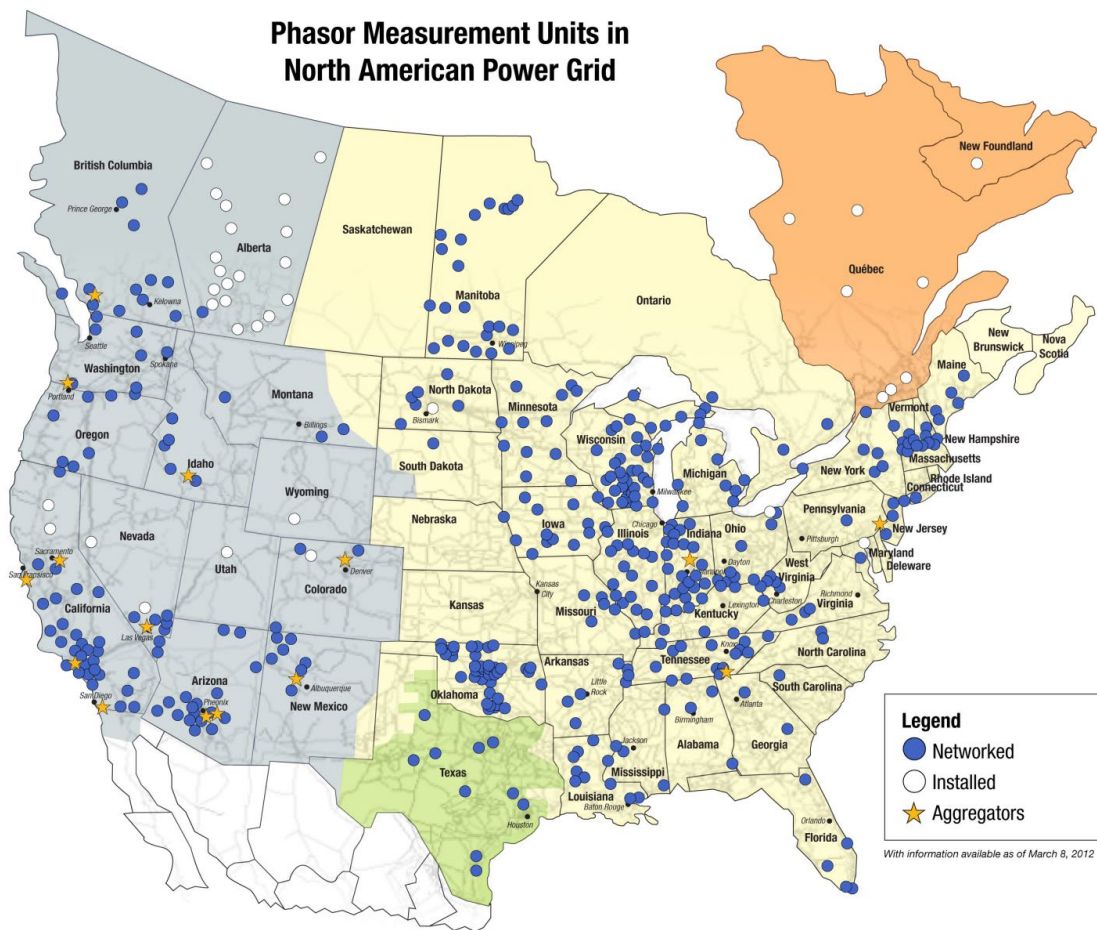 Phasor Measurement Units in
North American Power Grid
British Columbia
Prince George
Alberta
Saskatchewan
Manitoba
Winnipeg
Ontario
Québec
New Foundland
New
Brunswick
Nova
Scotia
Kelowna
Seattle
Washington
Spokane
Portland
Oregon
Idaho
Montana
Billings
Wyoming
North Dakota
Bismark
South Dakota
Nebraska
Minnesota
Wisconsin
Milwaukee
Michigan
Maine
Vermont
New Hampshire
Massachusetts
Rhode Island
Connecticut
New York
Pennsylvania
Pittsburgh
New Jersey
Maryland
Deleware
Sacramento
California
Nevada
Utah
Colorado
Denver
Las Vegas
San Diego
Arizona
Pheonix
New Mexico
Albuquerque
Kansas
Kansas
City
Iowa
Illinois
Chicago
Indiana
Ohio
Dayton
West
Virginia
Charleston
Richmond
Virginia
Missouri
Kentucky
Lexington
Tennessee
North Carolina
South Carolina
Oklahoma
Arkansas
Little
Rock
Texas
Houston
Louisiana
Baton Rouge
Jackson
Mississippi
Birmingham
Alabama
Atlanta
Georgia
Orlando
Florida
Legend
Networked
Installed
Aggregators
With information available as of March 8, 2012